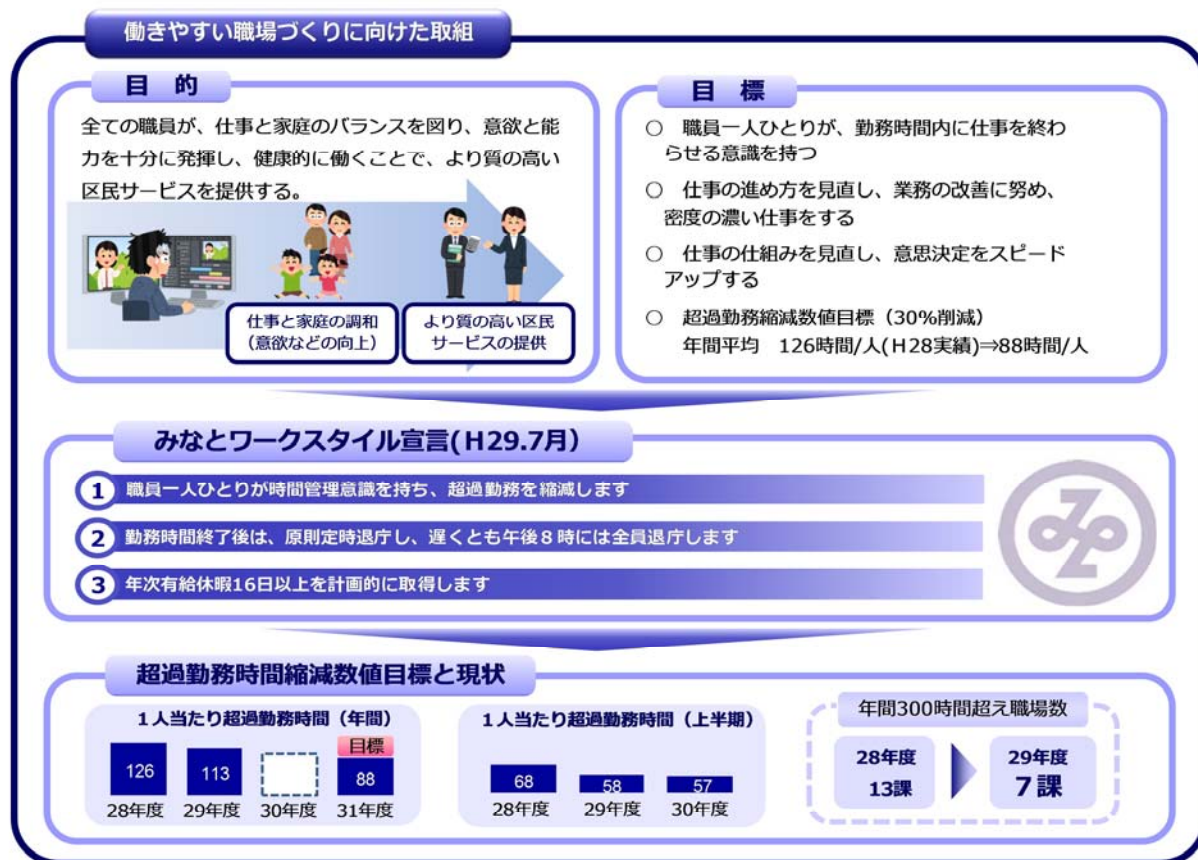 働きやすい職場づくりに向けた取組
目 的
全ての職員が、仕事と家庭のバランスを図り、意欲と能
力を十分に発揮し、健康的に働くことで、より質の高い
区民サービスを提供する。
仕事と家庭の調和
（意欲などの向上）
より質の高い区民
サービスの提供
目 標
○ 職員一人ひとりが、勤務時間内に仕事を終わ
らせる意識を持つ
○ 仕事の進め方を見直し、業務の改善に努め、
密度の濃い仕事をする
○ 仕事の仕組みを見直し、意思決定をスピード
アップする
○ 超過勤務縮減数値目標（30％削減）
年間平均 126時間/人(H28実績)⇒88時間/人
みなとワークスタイル宣言(H29.7月）
1 職員一人ひとりが時間管理意識を持ち、超過勤務を縮減します
2 勤務時間終了後は、原則定時退庁し、遅くとも午後８時には全員退庁します
3 年次有給休暇16日以上を計画的に取得します
超過勤務時間縮減数値目標と現状
１人当たり超過勤務時間（年間）
目標
126 113 88
28年度 29年度 30年度 31年度
１人当たり超過勤務時間（上半期）
68 58 57
28年度 29年度 30年度
年間300時間超え職場数
28年度
13課
29年度
７課